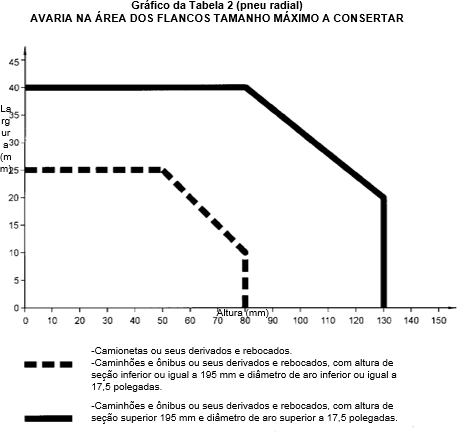 Gráfico da Tabela 2 (pneu radial)
AVARIA NA ÁREA DOS FLANCOS TAMANHO MÁXIMO A CONSERTAR
45
40
35
30
25
20
15
10
5
0
La
rg
ur
a
(m
m)
0 10 20 30 40 50 60 70 80 90 100 110 120 130 140 150
Altura (mm)
-Camionetas ou seus derivados e rebocados.
-Caminhões e ônibus ou seus derivados e rebocados, com altura de
seção inferior ou igual a 195 mm e diâmetro de aro inferior ou igual a
17,5 polegadas.
-Caminhões e ônibus ou seus derivados e rebocados, com altura de
seção superior 195 mm e diâmetro de aro superior a 17,5 polegadas.